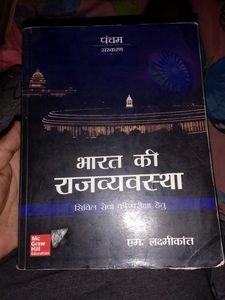 पंचम
संस्करण
भारत की
राजव्यवस्था
सिविल सेवा की परीक्षा हेतु
एम. लक्ष्मीकांत
Mc
Graw
Hill
Education